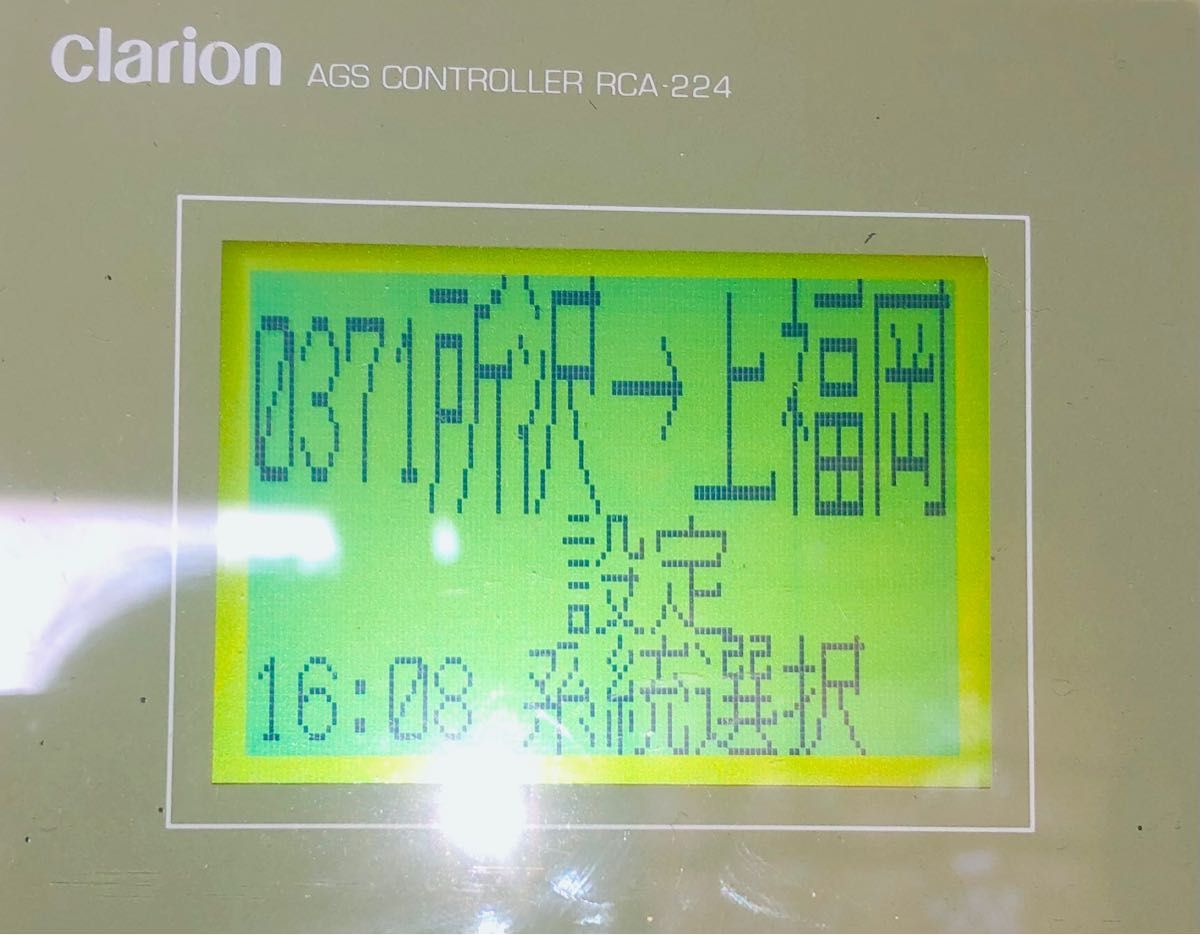 clarion AGS CONTROLLER RCA-224
0371所沢→上福岡
設定
16:08 系統選択